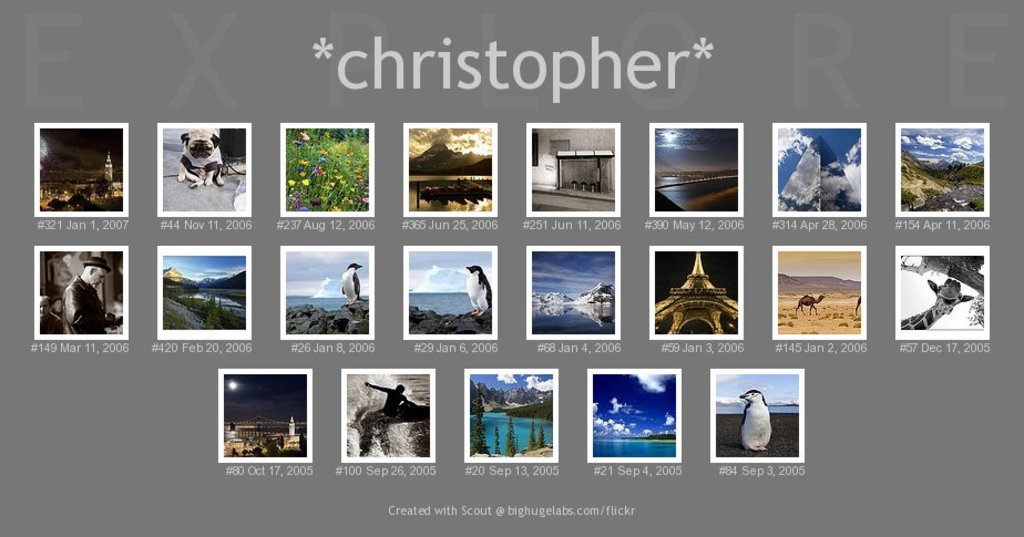 EXPLORE
*christopher*
#321 Jan 1, 2007
#44 Nov 11, 2006
#237 Aug 12, 2006
#365 Jun 25, 2006
#251 Jun 11, 2006
#390 May 12, 2006
#314 Apr 28, 2006
#154 Apr 11, 2006
#149 Mar 11, 2006
#420 Feb 20, 2006
#26 Jan 8, 2006
#29 Jan 6, 2006
#68 Jan 4, 2006
#59 Jan 3, 2006
#145 Jan 2, 2006
#57 Dec 17, 2005
#80 Oct 17, 2005
#100 Sep 26, 2005
#20 Sep 13, 2005
#21 Sep 4, 2005
#84 Sep 3, 2005
Created with Scout @ bighugelabs.com/flickr